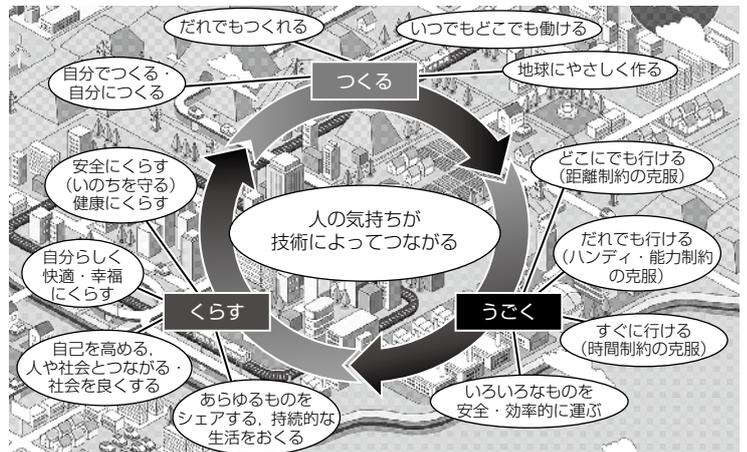 だれでもつくれる
いつでもどこでも働ける
自分でつくる・
自分につくる
つくる
地球にやさしく作る
どこにでも行ける
（距離制約の克服）
安全にくらす
（いのちを守る）
健康にくらす
人の気持ちが
技術によってつながる
だれでも行ける
（ハンディ・能力制約
の克服）
自分らしく
快適・幸福
にくらす
くらす
うごく
すぐに行ける
（時間制約の克服）
自己を高める，
人や社会とつながる・
社会を良くする
あらゆるものを
シェアする，持続的な
生活をおくる
いろいろなものを
安全・効率的に運ぶ